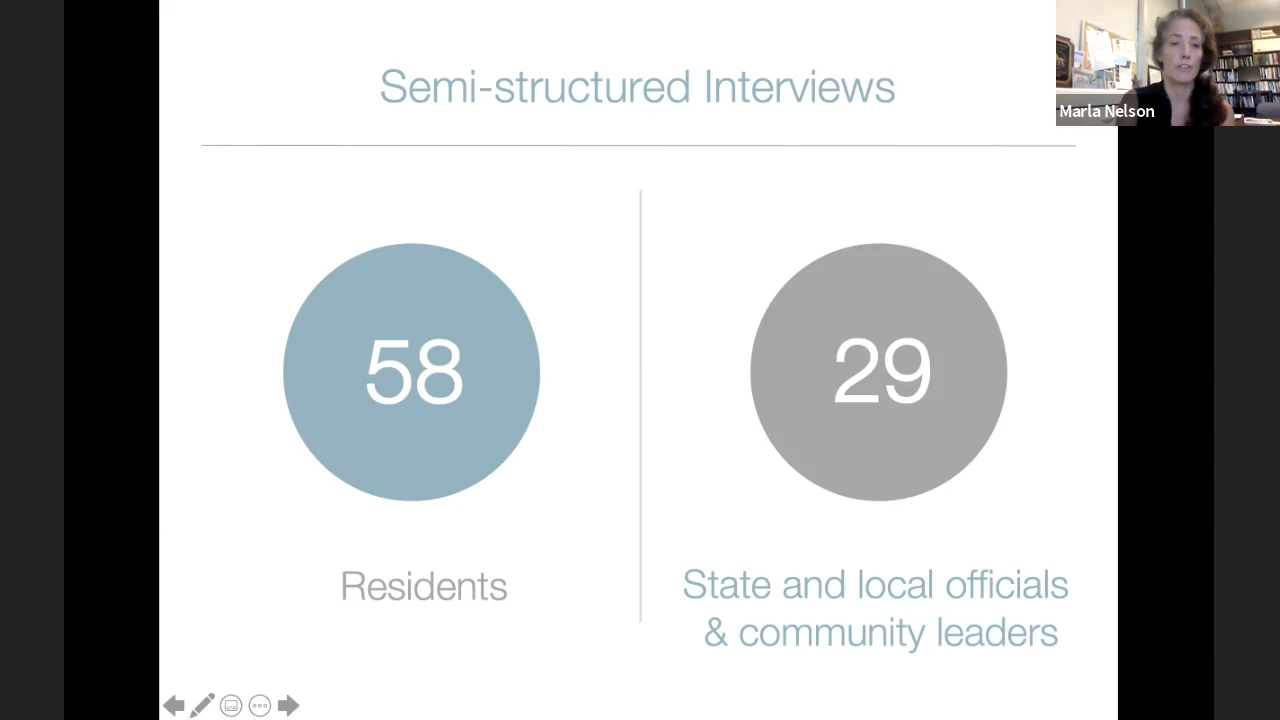 Semi-structured Interviews
Marla Nelson
58
29
Residents
State and local officials
& community leaders